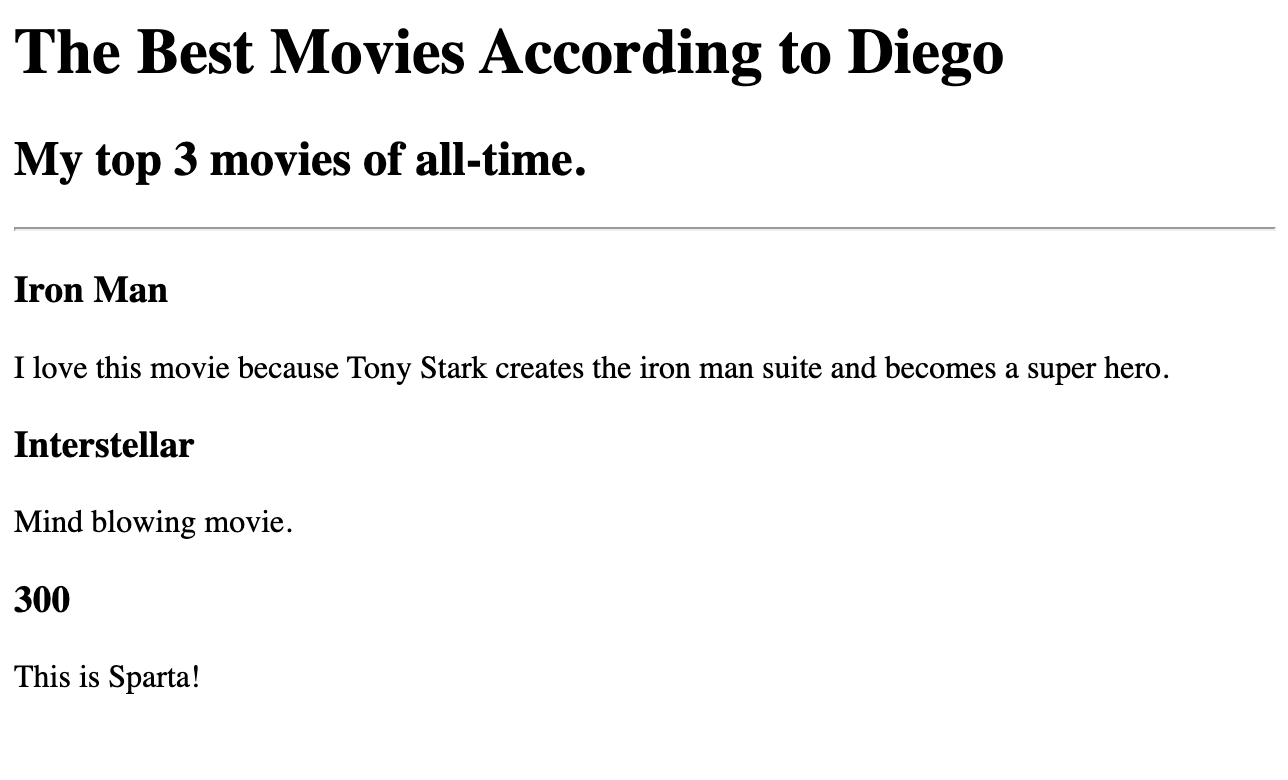 The Best Movies According to Diego
My top 3 movies of all-time.
Iron Man
I love this movie because Tony Stark creates the iron man suite and becomes a super hero.
Interstellar
Mind blowing movie.
300
This is Sparta!